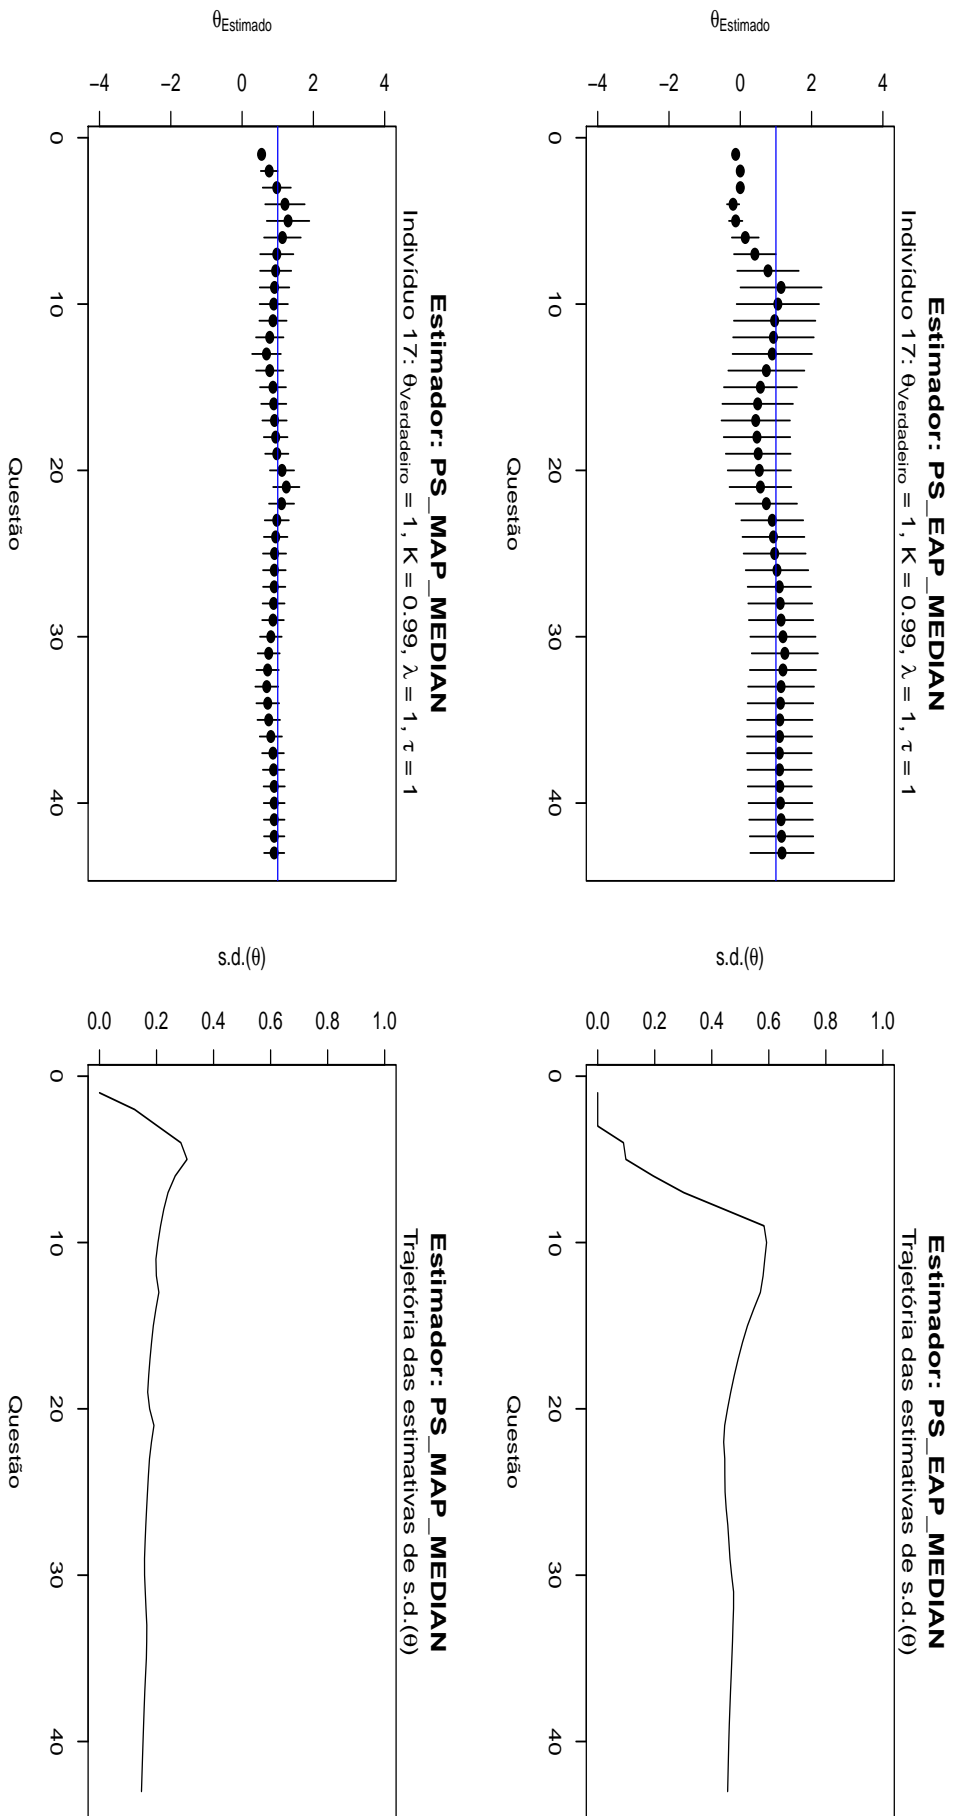 Estimador: PS_EAP_MEDIAN
Indivíduo 17: θVerdadeiro = 1, K = 0.99, λ = 1, τ = 1
θEstimado
−4 −2 0 2 4
0 10 20 30 40
Questão
Estimador: PS_EAP_MEDIAN
Trajetória das estimativas de s.d.(θ)
s.d.(θ)
0.0 0.2 0.4 0.6 0.8 1.0
0 10 20 30 40
Questão
Estimador: PS_MAP_MEDIAN
Indivíduo 17: θVerdadeiro = 1, K = 0.99, λ = 1, τ = 1
θEstimado
−4 −2 0 2 4
0 10 20 30 40
Questão
Estimador: PS_MAP_MEDIAN
Trajetória das estimativas de s.d.(θ)
s.d.(θ)
0.0 0.2 0.4 0.6 0.8 1.0
0 10 20 30 40
Questão